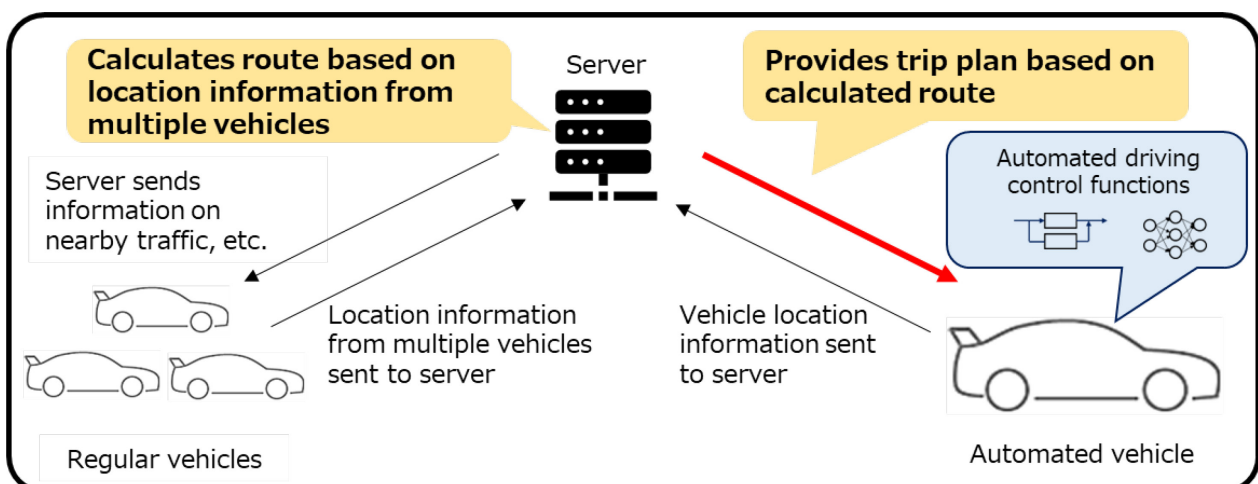 Calculates route based on
location information from
multiple vehicles
Server
Provides trip plan based on
calculated route
Automated driving
control functions
Server sends
information on
nearby traffic, etc.
Location information
from multiple vehicles
sent to server
Vehicle location
information sent
to server
Regular vehicles
Automated vehicle